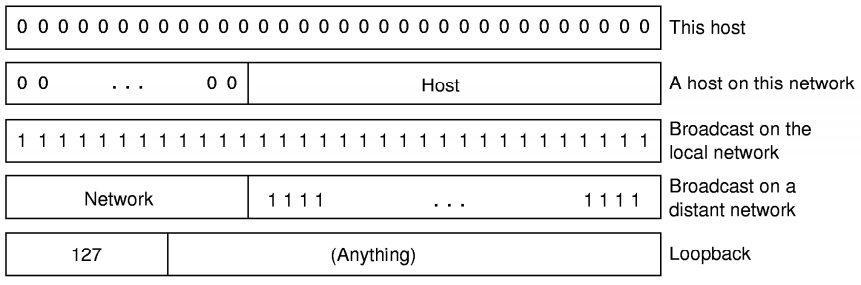 0 0 0 0 0 0 0 0 0 0 0 0 0 0 0 0 0 0 0 0 0 0 0 0 0 0 0 0 0 0 0 0 This host
0 0 ... 0 0 Host A host on this network
1 1 1 1 1 1 1 1 1 1 1 1 1 1 1 1 1 1 1 1 1 1 1 1 1 1 1 1 1 1 1 1 Broadcast on the
local network
Network 1 1 1 1 ... 1 1 1 1 Broadcast on a
distant network
127 (Anything) Loopback